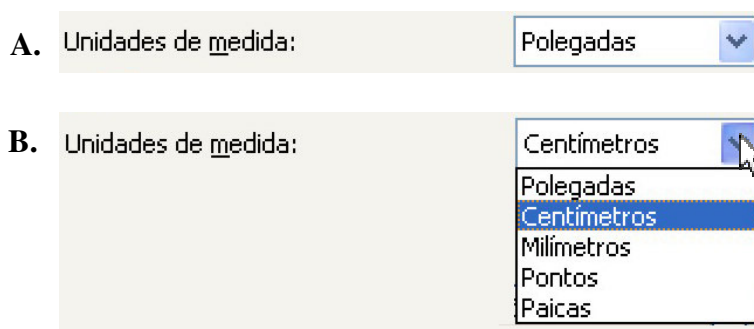 A. Unidades de medida: Polegadas
B. Unidades de medida: Centímetros
Polegadas
Centímetros
Milímetros
Pontos
Paicas